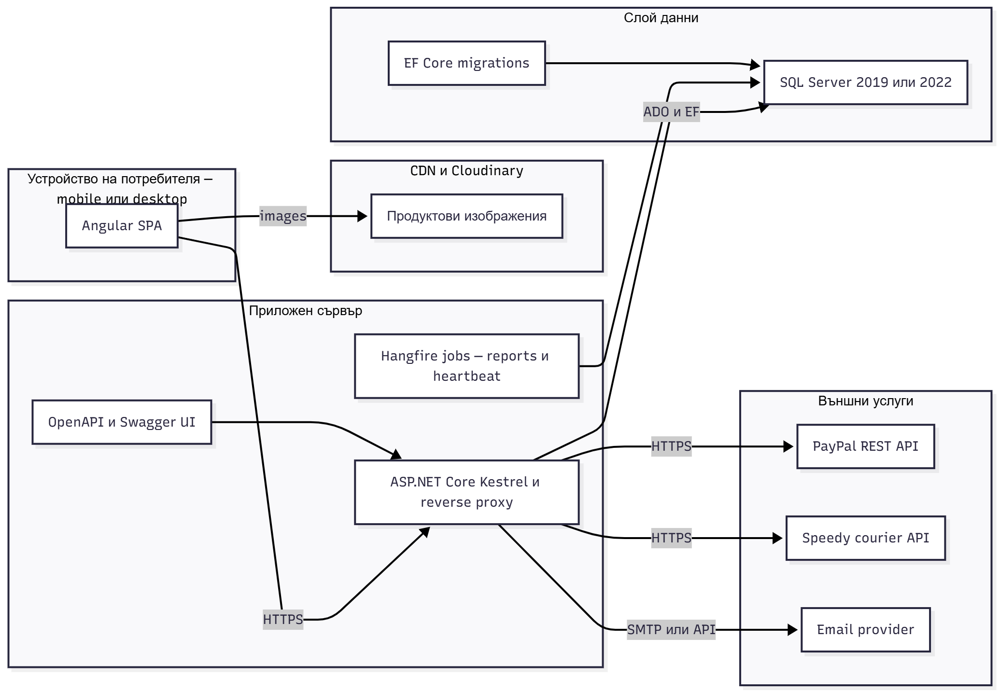 Слой данни
EF Core migrations
SQL Server 2019 или 2022
ADO и EF
Устройство на потребителя –
mobile или desktop
Angular SPA
images
CDN и Cloudinary
Продуктови изображения
Приложен сървър
Hangfire jobs – reports и
heartbeat
OpenAPI и Swagger UI
ASP.NET Core Kestrel и
reverse proxy
HTTPS
Външни услуги
HTTPS
PayPal REST API
HTTPS
Speedy courier API
SMTP или API
Email provider